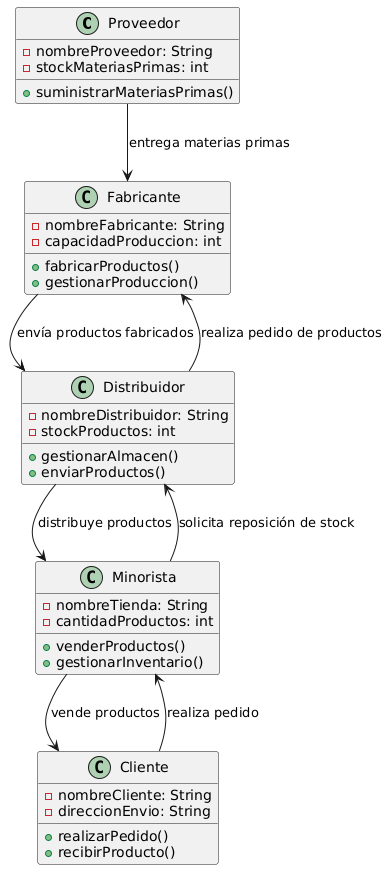 C Proveedor
nombreProveedor: String
stockMateriasPrimas: int
suministrarMateriasPrimas()
entrega materias primas
C Fabricante
nombreFabricante: String
capacidadProduccion: int
fabricarProductos()
gestionarProduccion()
envía productos fabricados
realiza pedido de productos
C Distribuidor
nombreDistribuidor: String
stockProductos: int
gestionarAlmacen()
enviarProductos()
distribuye productos
solicita reposición de stock
C Minorista
nombreTienda: String
cantidadProductos: int
venderProductos()
gestionarInventario()
vende productos
realiza pedido
C Cliente
nombreCliente: String
direccionEnvio: String
realizarPedido()
recibirProducto()